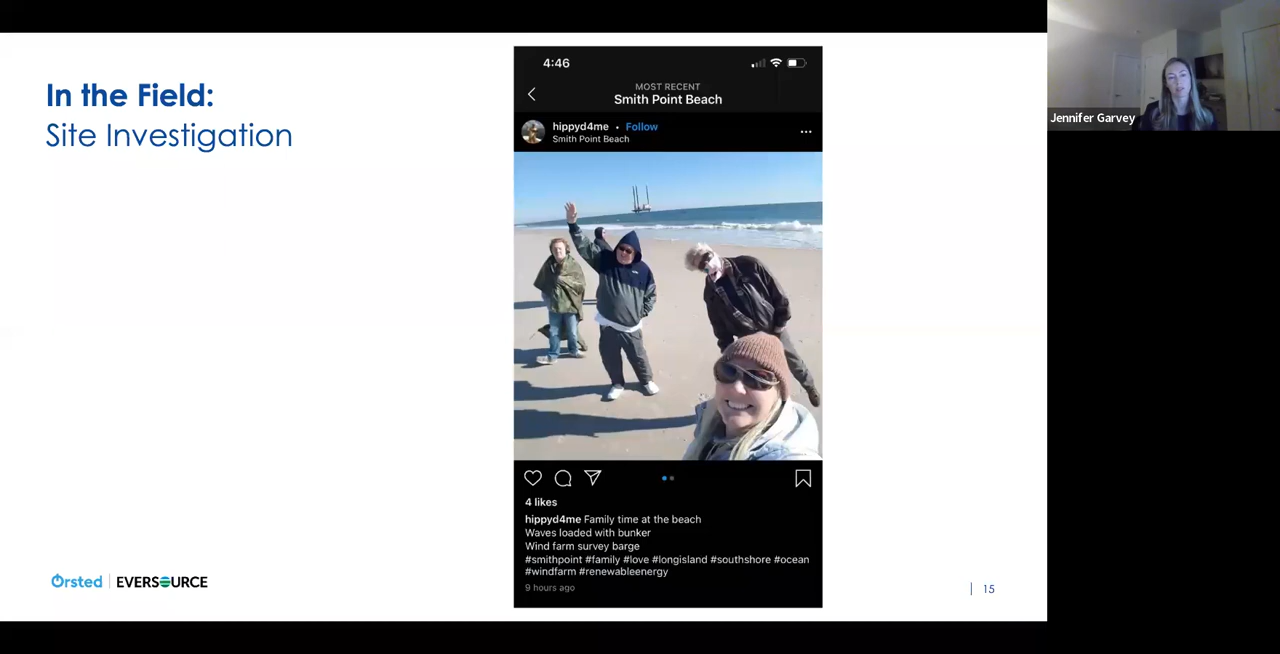 In the Field:
Site Investigation
4:46
MOST RECENT
Smith Point Beach
hippyd4me • Follow
Smith Point Beach
4 likes
hippyd4me Family time at the beach
Waves loaded with bunker
Wind farm survey barge
#smithpoint #family #love #longisland #southshore #ocean
#windfarm #renewableenergy
9 hours ago
Ørsted | EVERSOURCE
| 15
Jennifer Garvey